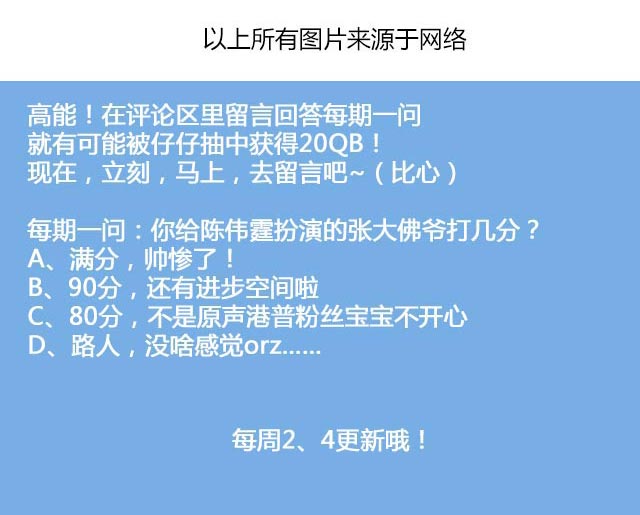 以上所有图片来源于网络
高能！在评论区里留言回答每期一问
就有可能被仔仔抽中获得20QB！
现在，立刻，马上，去留言吧~（比心）
每期一问：你给陈伟霆扮演的张大佛爷打几分？
A、满分，帅惨了！
B、90分，还有进步空间啦
C、80分，不是原声港普粉丝宝宝不开心
D、路人，没啥感觉orz......
每周2、4更新哦！